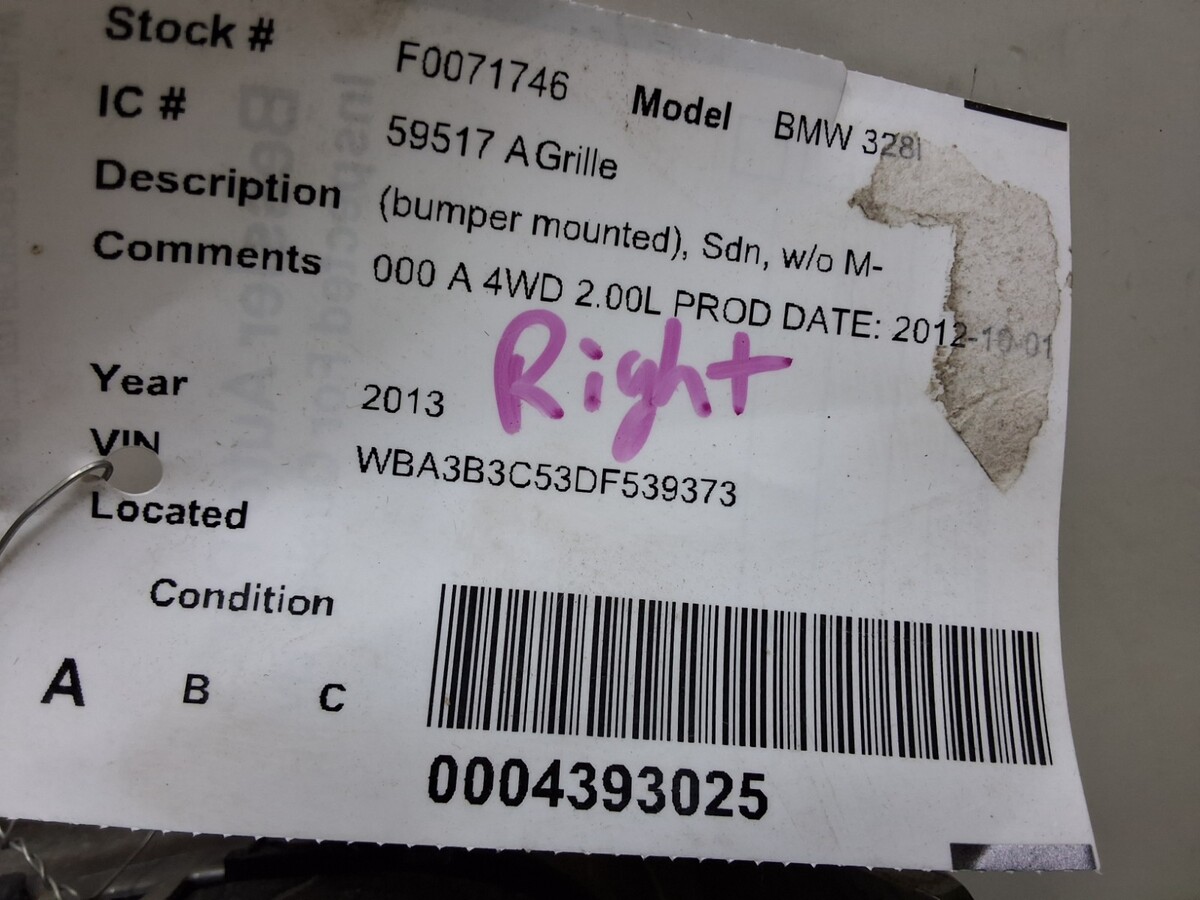 Stock # F0071746 Model BMW 328I
IC # 59517 A Grille
Description (bumper mounted), Sdn, w/o M-
Comments 000 A 4WD 2.00L PROD DATE: 2012-10-01
Right
Year 2013
VIN WBA3B3C53DF539373
Located
Condition
A B C
0004393025